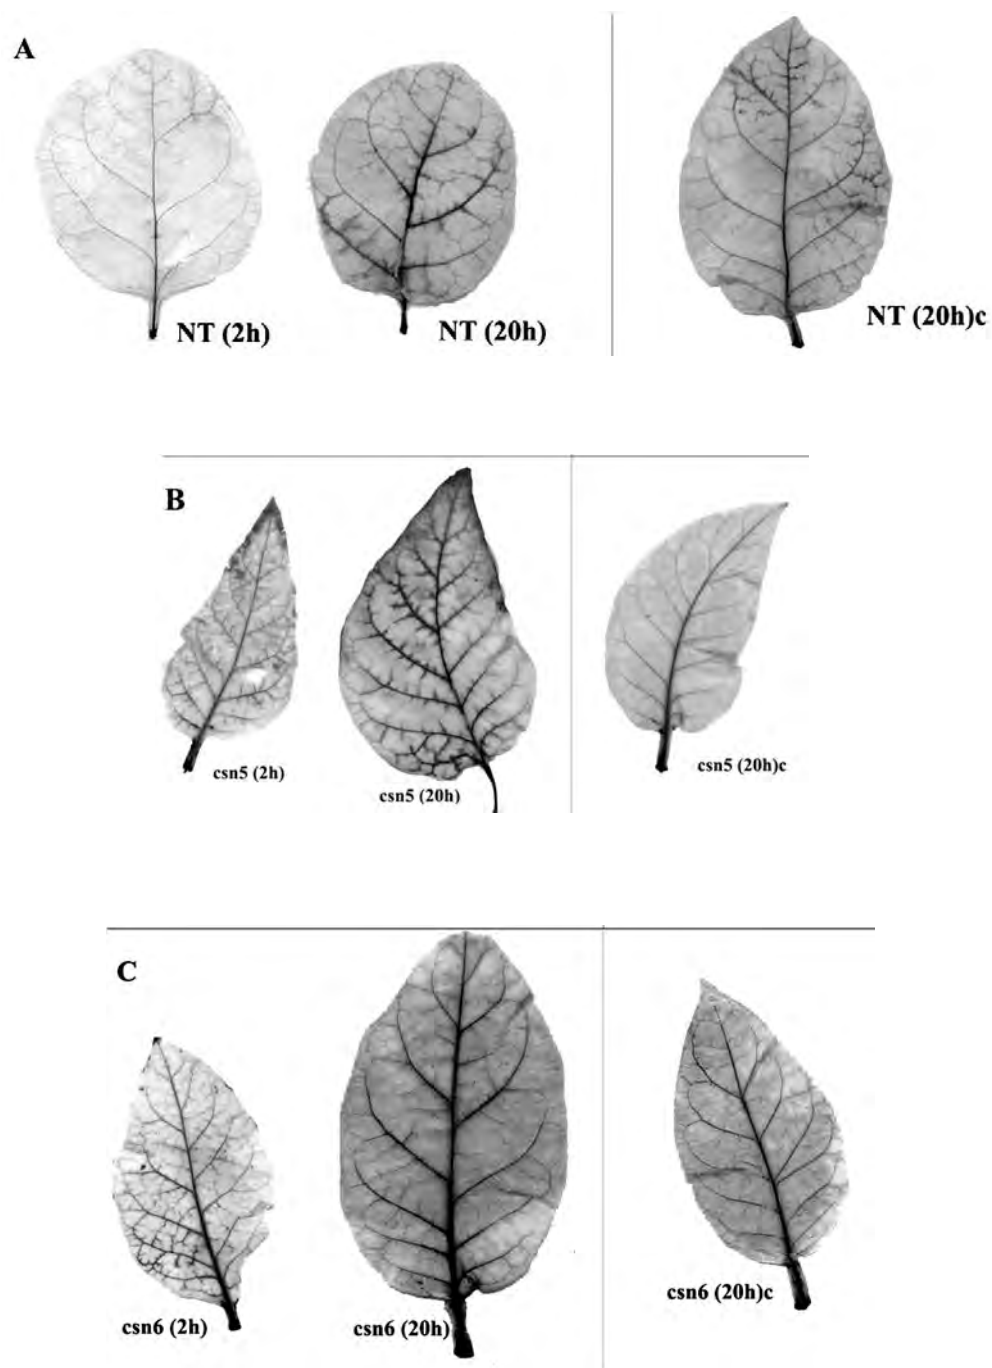 A
NT (2h)
NT (20h)
NT (20h)c
B
csn5 (2h)
csn5 (20h)
csn5 (20h)c
C
csn6 (2h)
csn6 (20h)
csn6 (20h)c